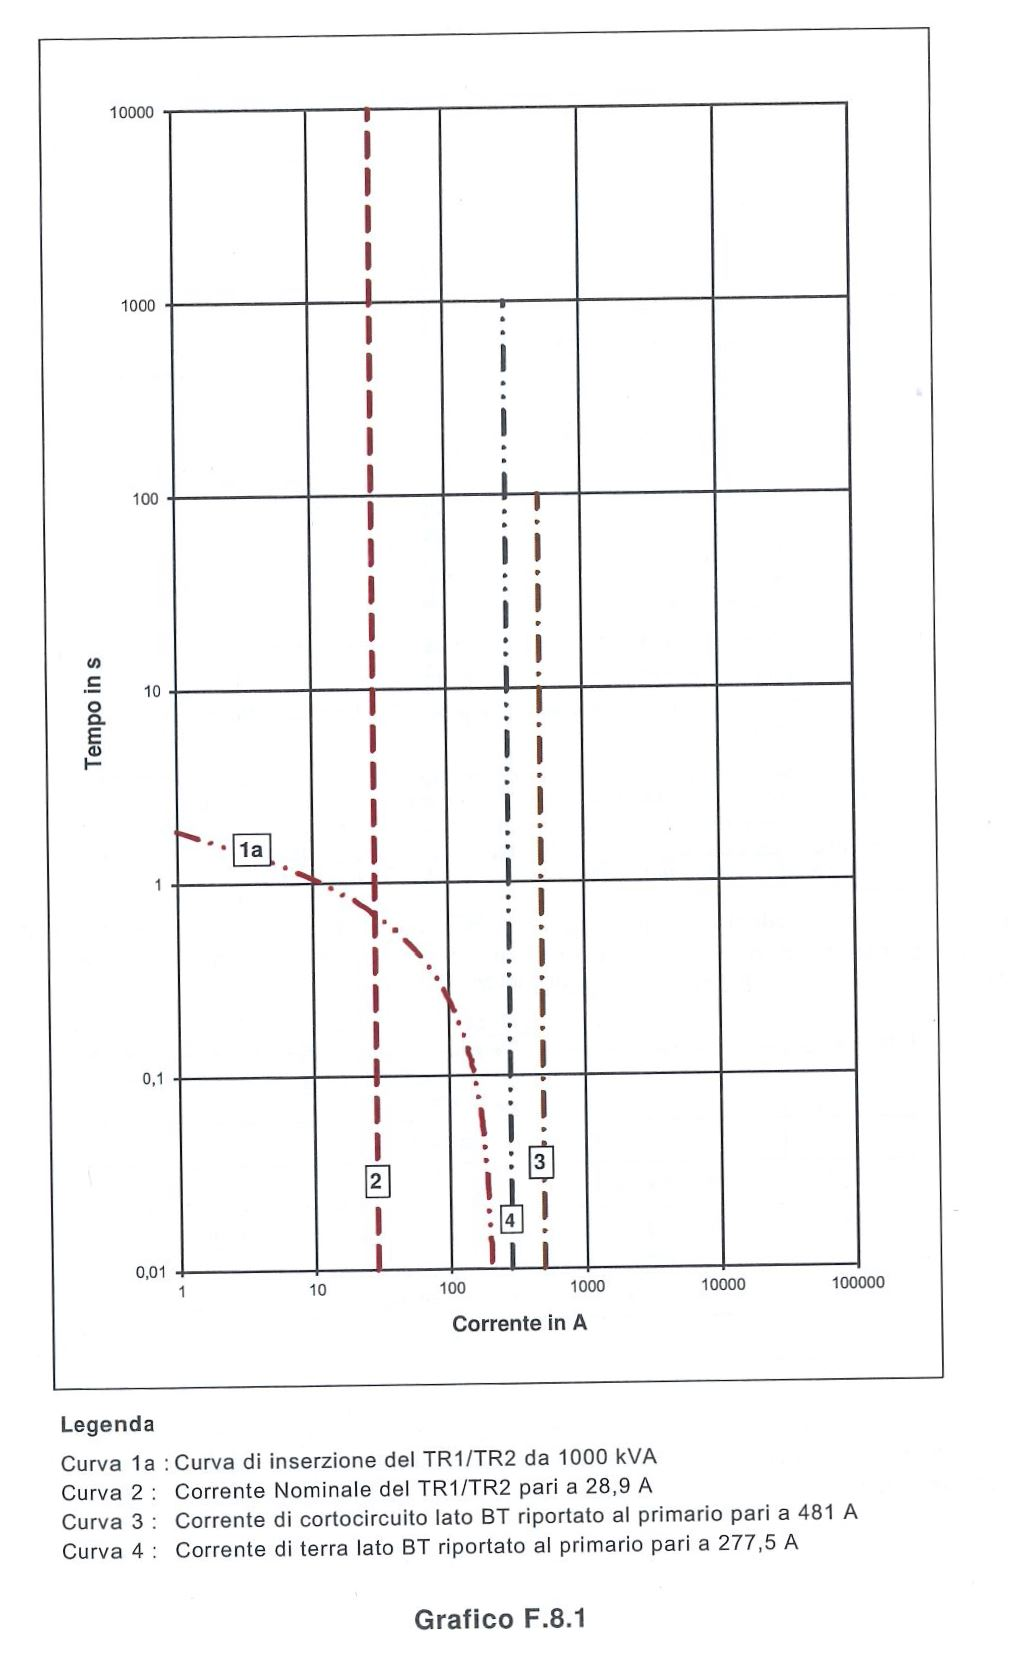 10000
1000
100
10
1
0,1
0,01
Tempo in s
1a
2
3
4
1 10 100 1000 10000 100000
Corrente in A
Legenda
Curva 1a : Curva di inserzione del TR1/TR2 da 1000 kVA
Curva 2 : Corrente Nominale del TR1/TR2 pari a 28,9 A
Curva 3 : Corrente di cortocircuito lato BT riportato al primario pari a 481 A
Curva 4 : Corrente di terra lato BT riportato al primario pari a 277,5 A
Grafico F.8.1